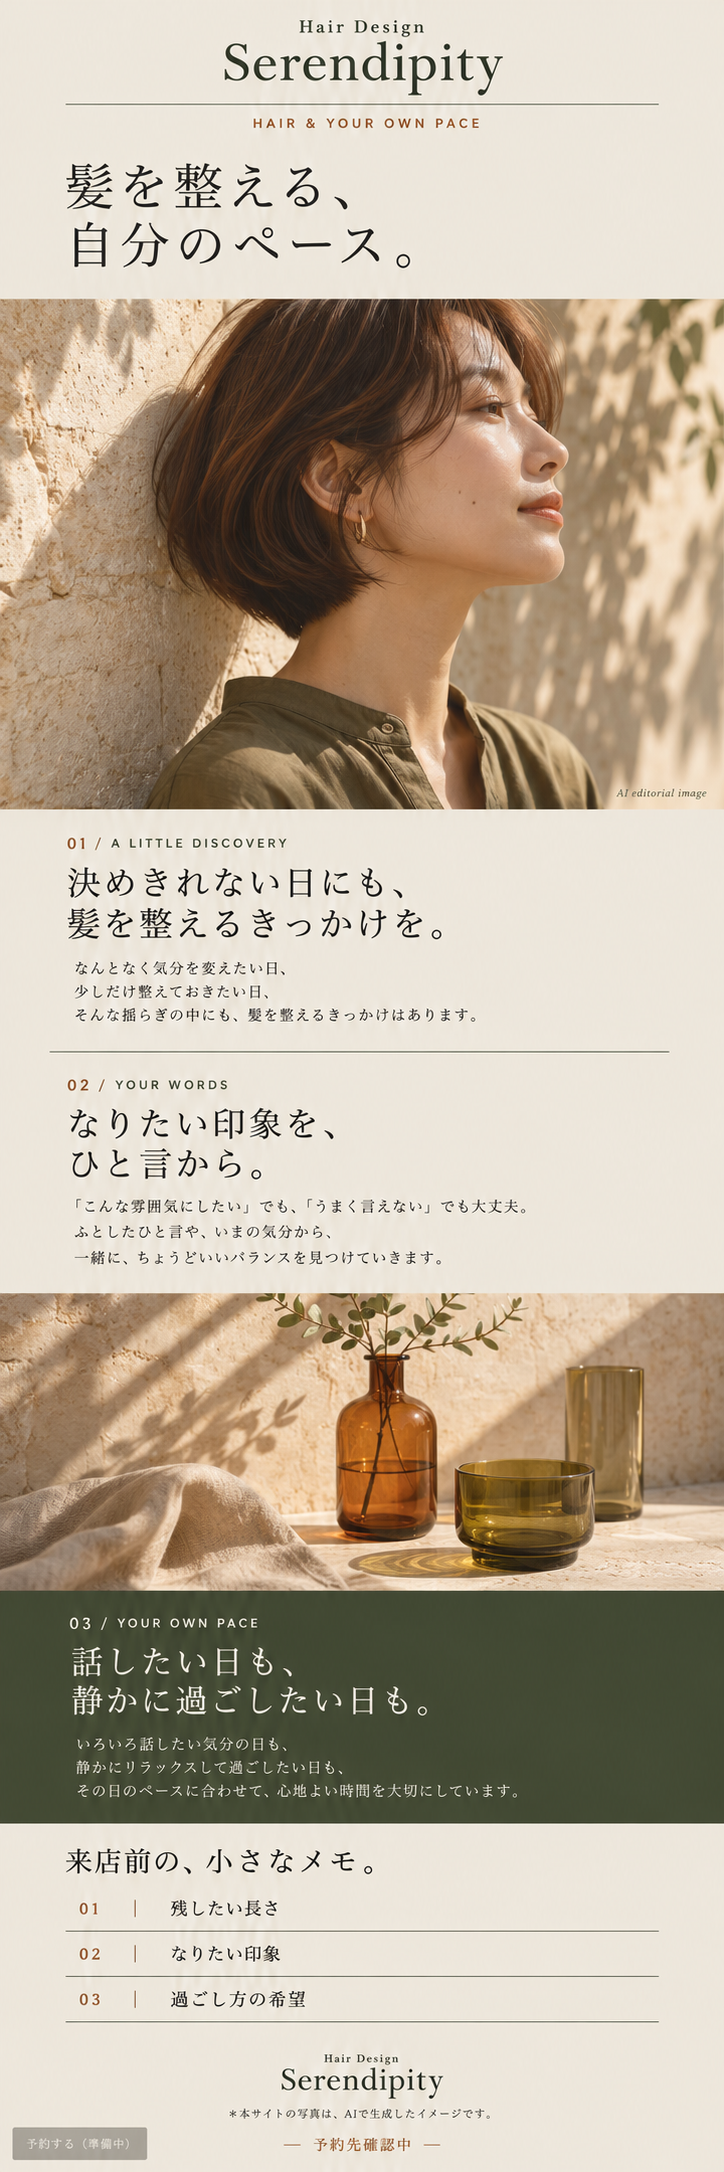 Hair Design
Serendipity
HAIR & YOUR OWN PACE
髪を整える、
自分のペース。
AI editorial image
01 / A LITTLE DISCOVERY
決めきれない日にも、
髪を整えるきっかけを。
なんとなく気分を変えたい日、
少しだけ整えておきたい日、
そんな揺らぎの中にも、髪を整えるきっかけはあります。
02 / YOUR WORDS
なりたい印象を、
ひと言から。
「こんな雰囲気にしたい」でも、「うまく言えない」でも大丈夫。
ふとしたひと言や、いまの気分から、
一緒に、ちょうどいいバランスを見つけていきます。
03 / YOUR OWN PACE
話したい日も、
静かに過ごしたい日も。
いろいろ話したい気分の日も、
静かにリラックスして過ごしたい日も、
その日のペースに合わせて、心地よい時間を大切にしています。
来店前の、小さなメモ。
01 | 残したい長さ
02 | なりたい印象
03 | 過ごし方の希望
Hair Design
Serendipity
＊本サイトの写真は、AIで生成したイメージです。
予約する（準備中）
— 予約先確認中 —